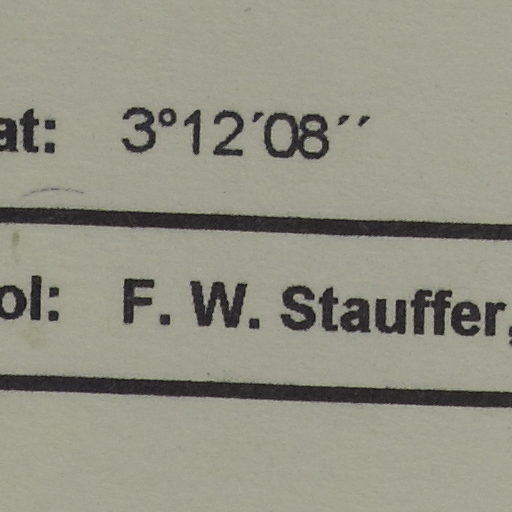 at: 3°12′08′′
ol: F. W. Stauffer,